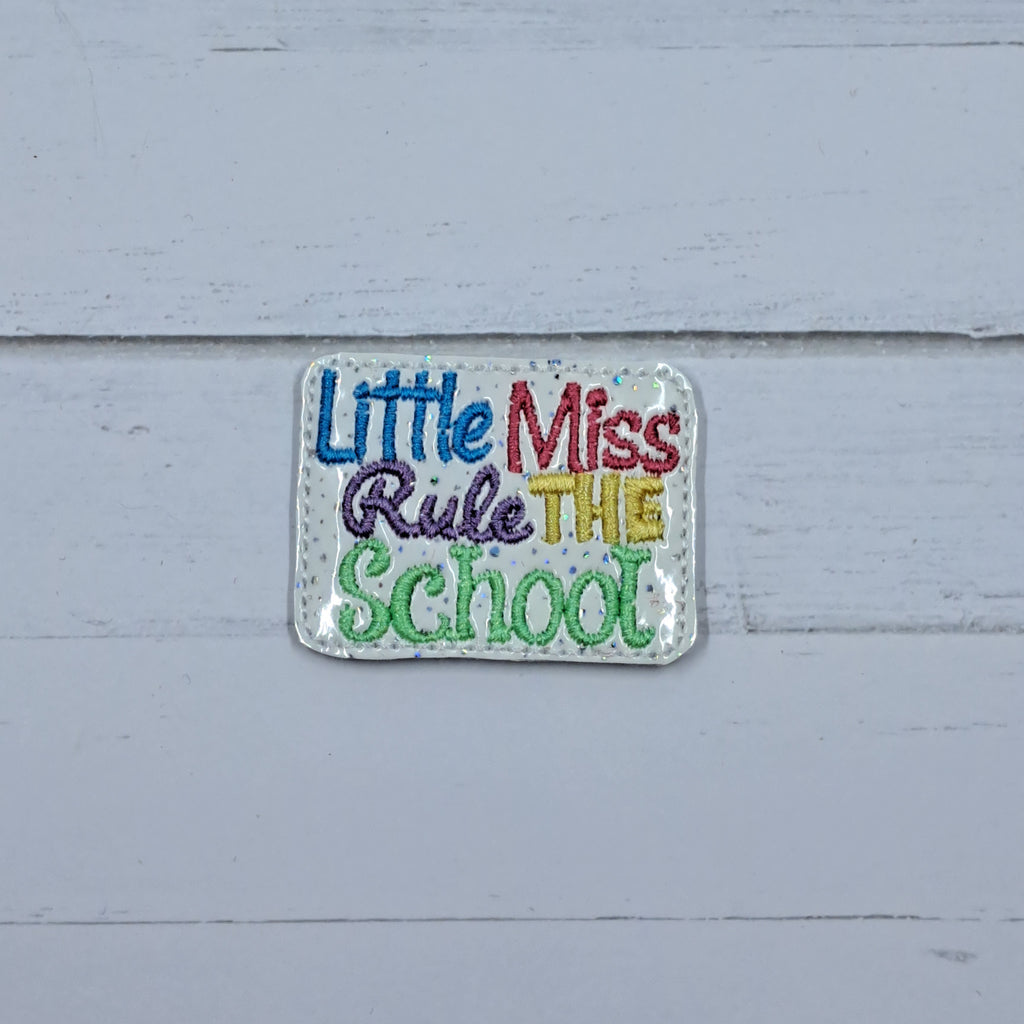 Little Miss
Rule THE
School